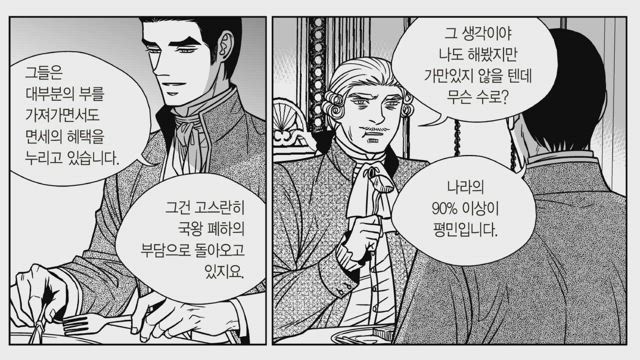 그들은
대부분의 부를
가져가면서도
면세의 혜택을
누리고 있습니다.
그건 고스란히
국왕 폐하의
부담으로 돌아오고
있지요.
그 생각이야
나도 해봤지만
가만있지 않을 텐데
무슨 수로?
나라의
90% 이상이
평민입니다.